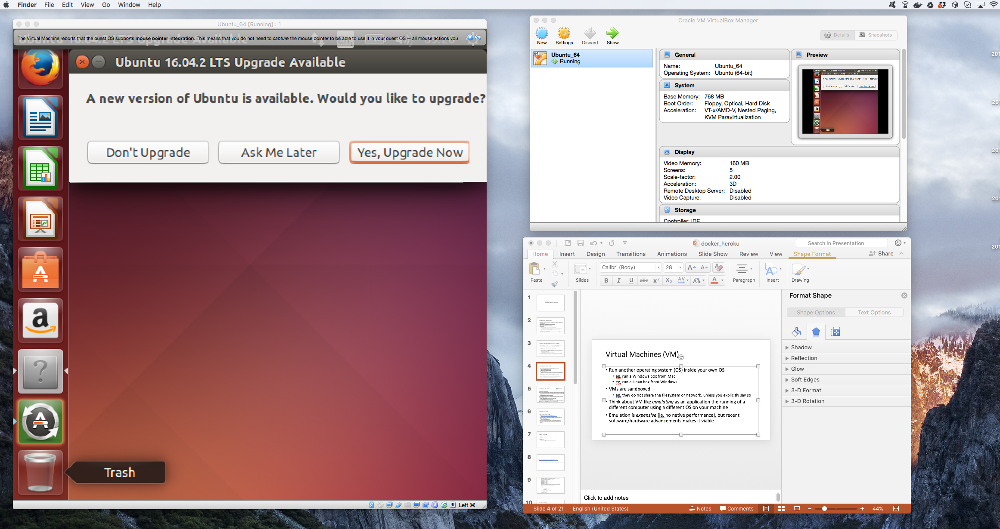 Finder File Edit View Go Window Help
Ubuntu_64 [Running] : 1
The Virtual Machine reports that the guest OS supports mouse pointer integration. This means that you do not need to capture the mouse pointer to be able to use it in your guest OS -- all mouse actions you
Ubuntu 16.04.2 LTS Upgrade Available
A new version of Ubuntu is available. Would you like to upgrade?
Don't Upgrade Ask Me Later Yes, Upgrade Now
Trash
Left ⌘
Oracle VM VirtualBox Manager
New Settings Discard Show Details Snapshots
64 Ubuntu_64
Running
General
Name: Ubuntu_64
Operating System: Ubuntu (64-bit)
System
Base Memory: 768 MB
Boot Order: Floppy, Optical, Hard Disk
Acceleration: VT-x/AMD-V, Nested Paging,
KVM Paravirtualization
Preview
Display
Video Memory: 160 MB
Screens: 5
Scale-factor: 2.00
Acceleration: 3D
Remote Desktop Server: Disabled
Video Capture: Disabled
Storage
Controller: IDE
201
201
201
201
201
docker_heroku
Search in Presentation
Home Insert Design Transitions Animations Slide Show Review View Shape Format Share
Calibri (Body) 28
Paste Slides B I U abc X² X₂ AV Aa A Paragraph Insert Drawing
1
Docker and Heroku
2
3
4
5
6
7
8
9
10
Virtual Machines (VM)
• Run another operating system (OS) inside your own OS
• eg, run a Windows box from Mac
• eg, run a Linux box from Windows
• VMs are sandboxed
• eg, they do not share the filesystem or network, unless you explicitly say so
• Think about VM like emulating as an application the running of a
different computer using a different OS on your machine
• Emulation is expensive (ie, no native performance), but recent
software/hardware advancements makes it viable
Format Shape
Shape Options Text Options
Shadow
Reflection
Glow
Soft Edges
3-D Format
3-D Rotation
Click to add notes
Slide 4 of 21 English (United States) Notes Comments 44%